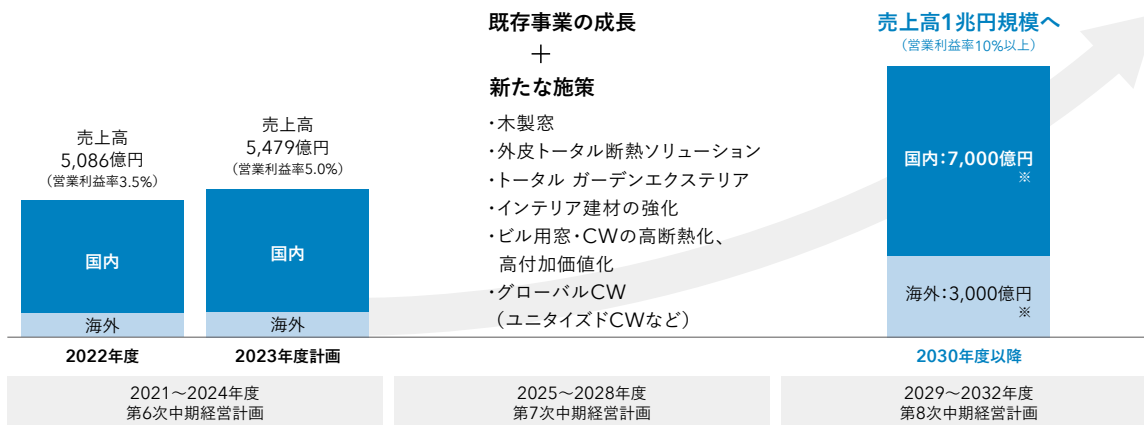 既存事業の成長
＋
新たな施策
・木製窓
・外皮トータル断熱ソリューション
・トータル ガーデンエクステリア
・インテリア建材の強化
・ビル用窓・CWの高断熱化、
高付加価値化
・グローバルCW
（ユニタイズドCWなど）
売上高
5,086億円
（営業利益率3.5%）
国内
海外
2022年度
売上高
5,479億円
（営業利益率5.0%）
国内
海外
2023年度計画
売上高1兆円規模へ
（営業利益率10%以上）
国内：7,000億円
※
海外：3,000億円
※
2030年度以降
2021～2024年度
第6次中期経営計画
2025～2028年度
第7次中期経営計画
2029～2032年度
第8次中期経営計画